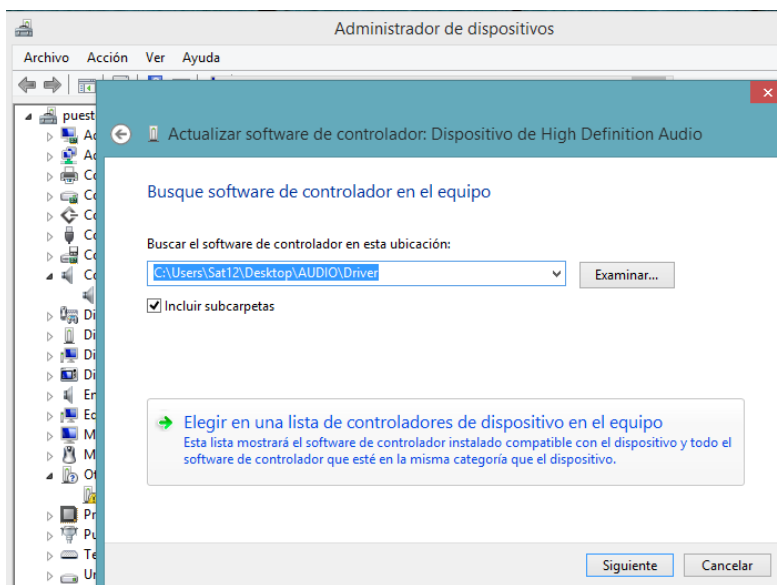 Administrador de dispositivos
Archivo Acción Ver Ayuda
puest
Actualizar software de controlador: Dispositivo de High Definition Audio
Busque software de controlador en el equipo
Buscar el software de controlador en esta ubicación:
C:\Users\Sat12\Desktop\AUDIO\Driver
Examinar...
Incluir subcarpetas
Elegir en una lista de controladores de dispositivo en el equipo
Esta lista mostrará el software de controlador instalado compatible con el dispositivo y todo el
software de controlador que esté en la misma categoría que el dispositivo.
Siguiente Cancelar